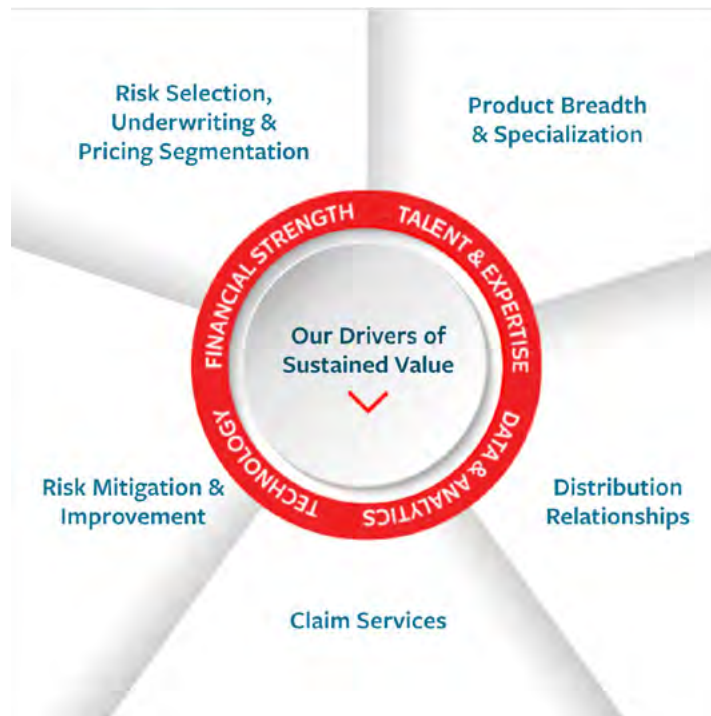 Risk Selection,
Underwriting &
Pricing Segmentation
Product Breadth
& Specialization
FINANCIAL STRENGTH
TALENT & EXPERTISE
Our Drivers of
Sustained Value
TECHNOLOGY
DATA & ANALYTICS
Risk Mitigation &
Improvement
Distribution
Relationships
Claim Services